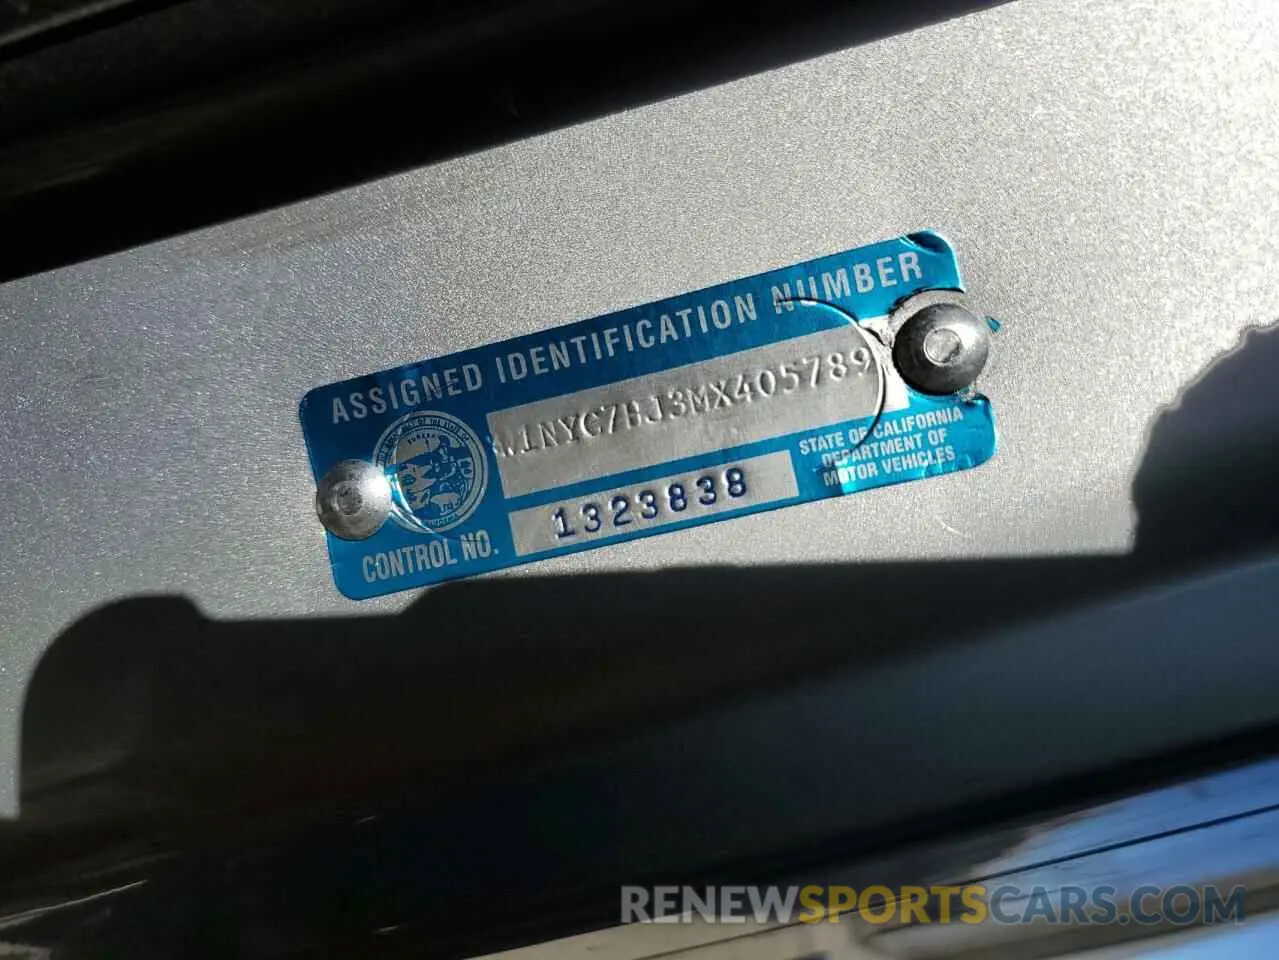 ASSIGNED IDENTIFICATION NUMBER
W1NYC7HJ3MX405789
STATE OF CALIFORNIA
DEPARTMENT OF
MOTOR VEHICLES
CONTROL NO. 1323838
RENEWSPORTSCARS.COM